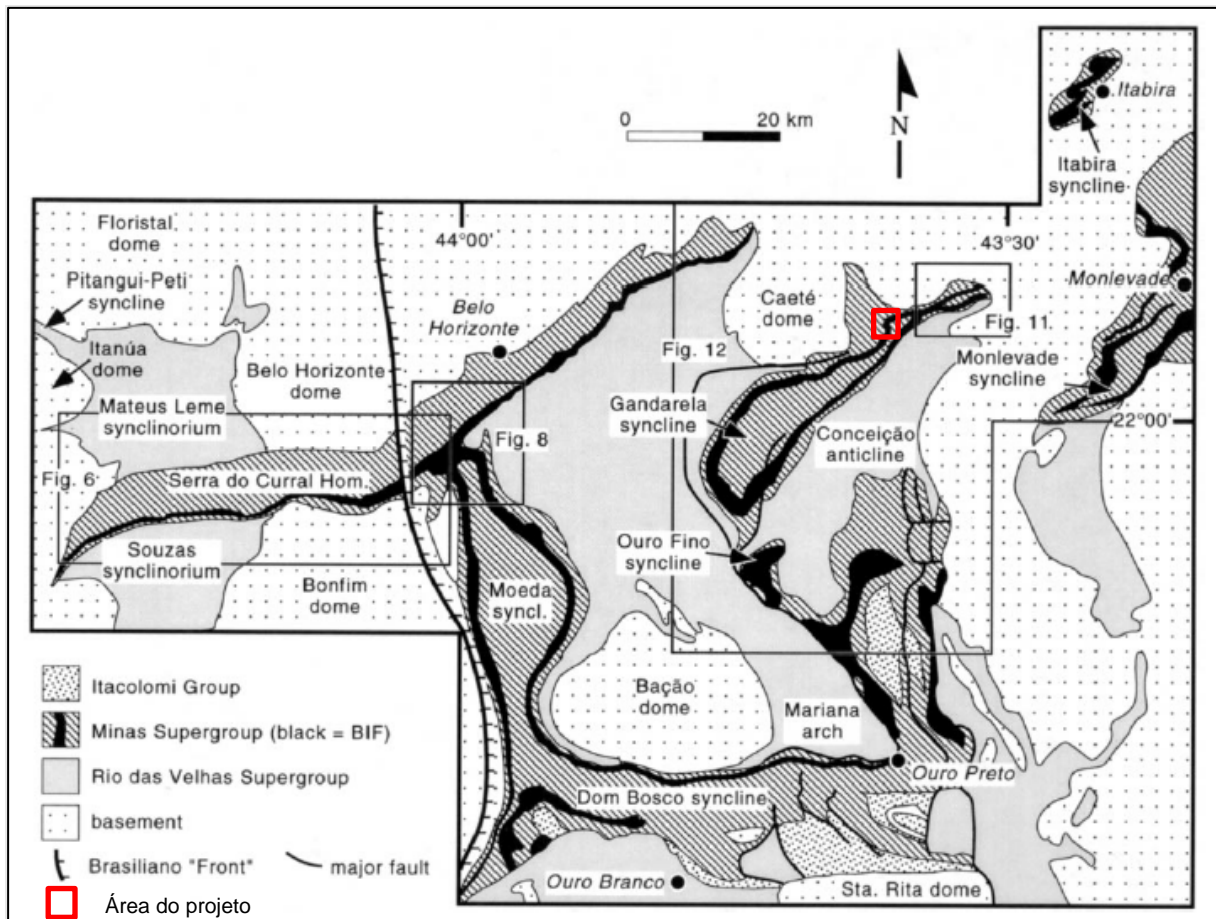 0 20 km
N
Itabira
Itabira
syncline
Floristal
dome
44°00'
43°30'
Pitangui-Peti
syncline
Monlevade
Belo
Horizonte
Caeté
dome
Fig. 11
Itanúa
dome
Fig. 12
Belo Horizonte
dome
Monlevade
syncline
Mateus Leme
synclinorium
Gandarela
syncline
22°00'
Conceição
anticline
Fig. 8
Fig. 6
Serra do Curral Hom.
Souzas
synclinorium
Ouro Fino
syncline
Bonfim
dome
Moeda
syncl.
Itacolomi Group
Bação
dome
Mariana
arch
Minas Supergroup (black = BIF)
Ouro Preto
Rio das Velhas Supergroup
Dom Bosco syncline
basement
Brasiliano "Front"
major fault
Ouro Branco
Sta. Rita dome
Área do projeto